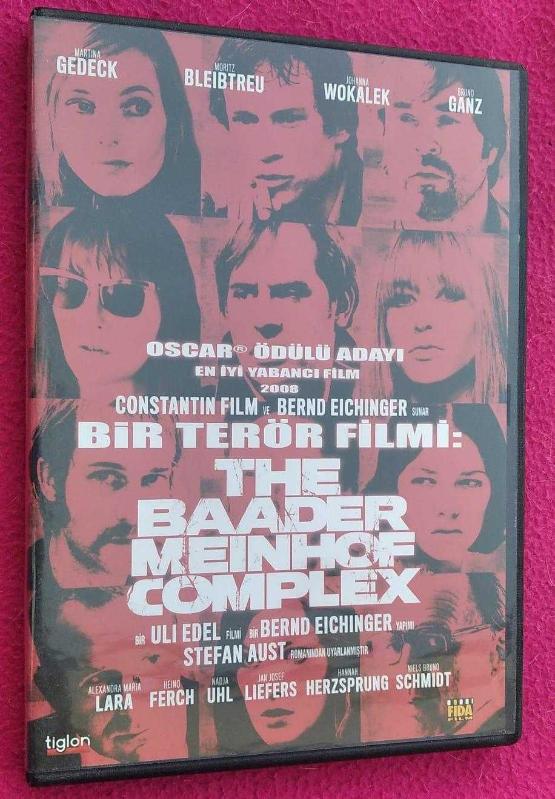 MARTINA
GEDECK
MORITZ
BLEIBTREU
JOHANNA
WOKALEK
BRUNO
GANZ
OSCAR® ÖDÜLÜ ADAYI
EN İYİ YABANCI FİLM
2008
CONSTANTIN FILM VE BERND EICHINGER SUNAR
BİR TERÖR FİLMİ:
THE
BAADER
MEINHOF
COMPLEX
BİR ULI EDEL FİLMİ BİR BERND EICHINGER YAPIMI
STEFAN AUST ROMANINDAN UYARLANMIŞTIR
ALEXANDRA MARIA
LARA
HEINO
FERCH
NADJA
UHL
JAN JOSEF
LIEFERS
HANNAH
HERZSPRUNG
NIELS BRUNO
SCHMIDT
tiglon
FIDA
FILM